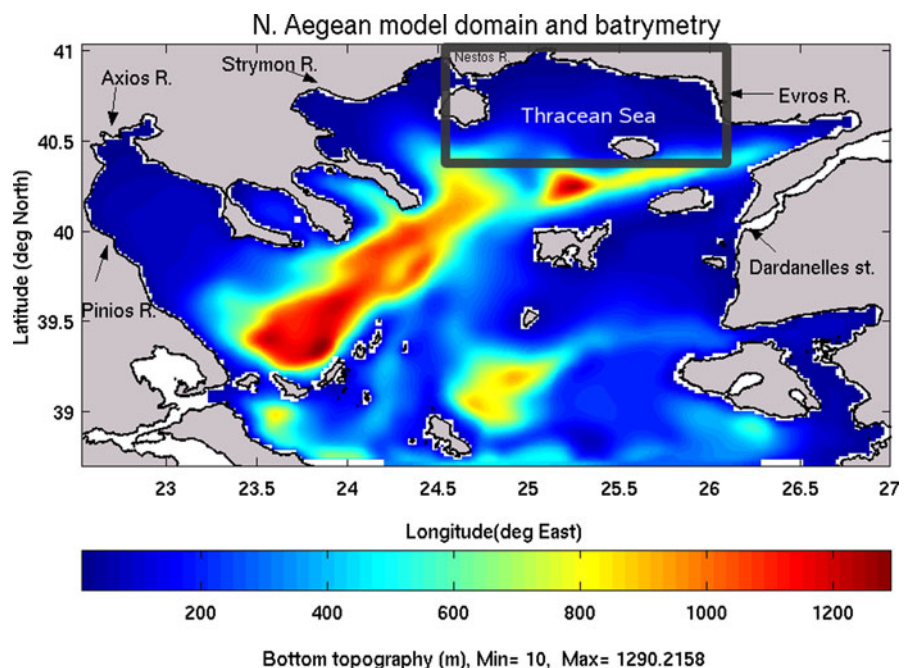 N. Aegean model domain and batrymetry
41
40.5
40
39.5
39
Latitude (deg North)
Axios R.
Strymon R.
Nestos R.
Evros R.
Thracean Sea
Pinios R.
Dardanelles st.
23
23.5
24
24.5
25
25.5
26
26.5
27
Longitude(deg East)
200
400
600
800
1000
1200
Bottom topography (m), Min= 10, Max= 1290.2158